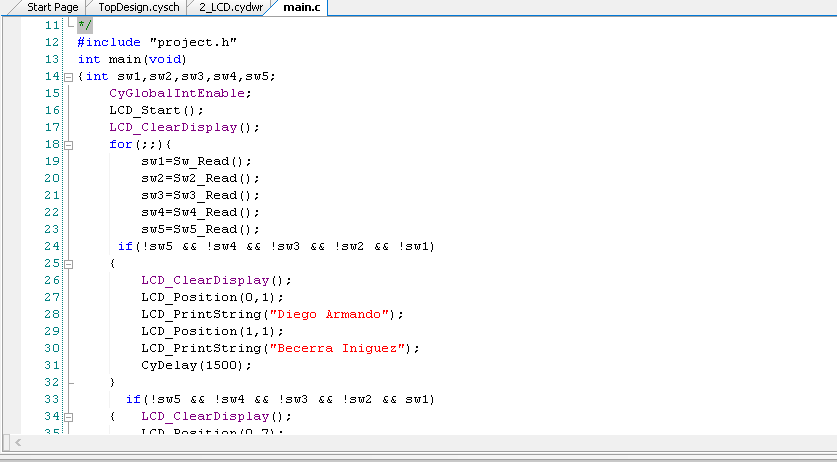 Start Page TopDesign.cysch 2_LCD.cydwr main.c
11 */
12 #include "project.h"
13 int main(void)
14 {int sw1,sw2,sw3,sw4,sw5;
15 CyGlobalIntEnable;
16 LCD_Start();
17 LCD_ClearDisplay();
18 for(;;){
19 sw1=Sw_Read();
20 sw2=Sw2_Read();
21 sw3=Sw3_Read();
22 sw4=Sw4_Read();
23 sw5=Sw5_Read();
24 if(!sw5 && !sw4 && !sw3 && !sw2 && !sw1)
25 {
26 LCD_ClearDisplay();
27 LCD_Position(0,1);
28 LCD_PrintString("Diego Armando");
29 LCD_Position(1,1);
30 LCD_PrintString("Becerra Iniguez");
31 CyDelay(1500);
32 }
33 if(!sw5 && !sw4 && !sw3 && !sw2 && sw1)
34 { LCD_ClearDisplay();
35 LCD_Position(0,7);